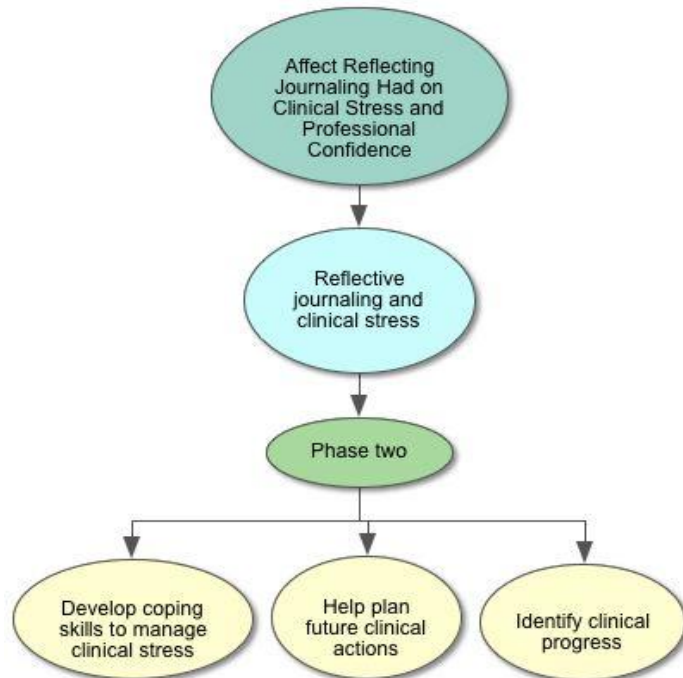 Affect Reflecting
Journaling Had on
Clinical Stress and
Professional
Confidence
Reflective
journaling and
clinical stress
Phase two
Develop coping
skills to manage
clinical stress
Help plan
future clinical
actions
Identify clinical
progress